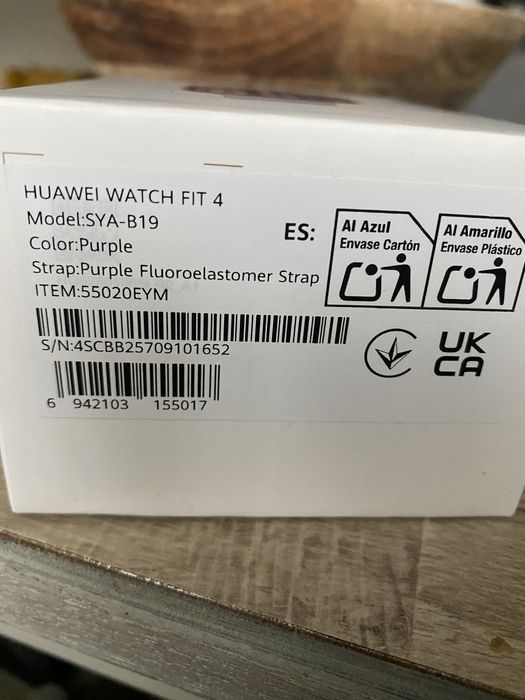 HUAWEI WATCH FIT 4
Model:SYA-B19
Color:Purple
Strap:Purple Fluoroelastomer Strap
ITEM:55020EYM
S/N:4SCBB25709101652
6 942103 155017
ES:
Al Azul
Envase Cartón
Al Amarillo
Envase Plástico
UK
CA